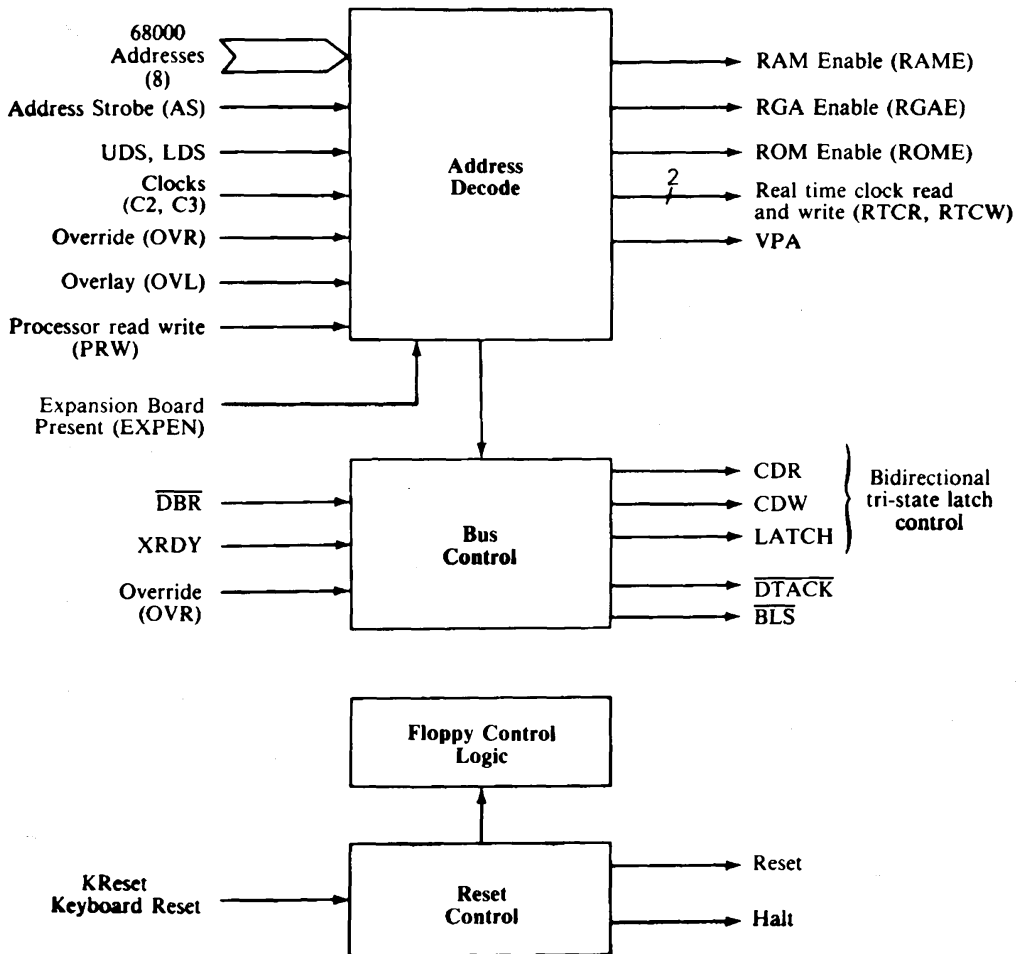 68000
Addresses
(8)
Address Strobe (AS)
UDS, LDS
Clocks
(C2, C3)
Override (OVR)
Overlay (OVL)
Processor read write
(PRW)
Expansion Board
Present (EXPEN)
Address
Decode
RAM Enable (RAME)
RGA Enable (RGAE)
ROM Enable (ROME)
2
Real time clock read
and write (RTCR, RTCW)
VPA
D̅B̅R̅
XRDY
Override
(OVR)
Bus
Control
CDR
CDW
LATCH
Bidirectional
tri-state latch
control
D̅T̅A̅C̅K̅
B̅L̅S̅
Floppy Control
Logic
KReset
Keyboard Reset
Reset
Control
Reset
Halt